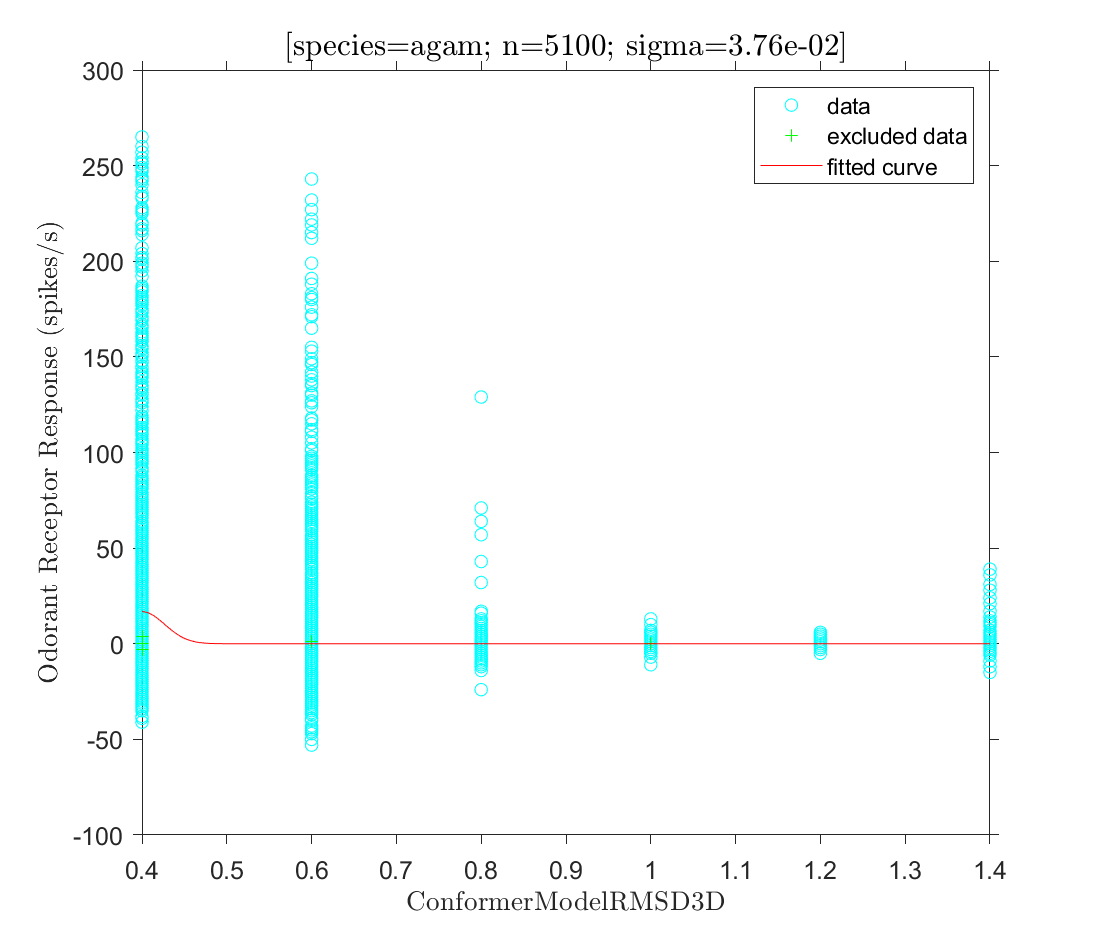 [species=agam; n=5100; sigma=3.76e-02]
300
250
200
150
100
50
0
-50
-100
Odorant Receptor Response (spikes/s)
data
excluded data
fitted curve
0.4 0.5 0.6 0.7 0.8 0.9 1 1.1 1.2 1.3 1.4
ConformerModelRMSD3D